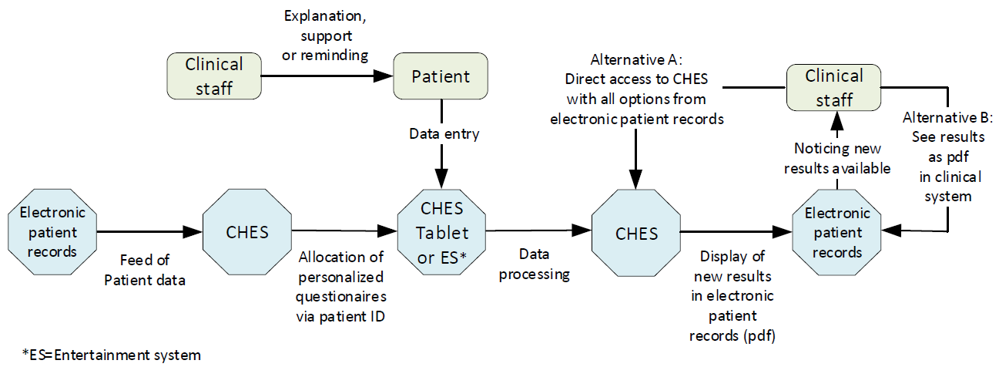 Explanation,
support
or reminding
Clinical
staff
Patient
Data entry
Alternative A:
Direct access to CHES
with all options from
electronic patient records
Clinical
staff
Alternative B:
See results
as pdf
in clinical
system
Noticing new
results available
Electronic
patient
records
Feed of
Patient data
CHES
Allocation of
personalized
questionaires
via patient ID
CHES
Tablet
or ES*
Data
processing
CHES
Display of
new results
in electronic
patient
records (pdf)
Electronic
patient
records
*ES=Entertainment system